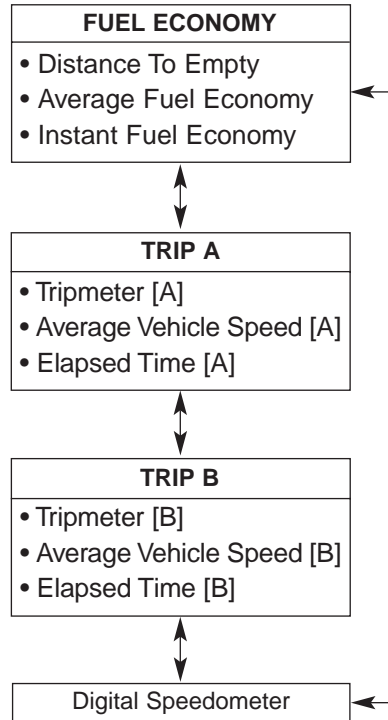 FUEL ECONOMY
• Distance To Empty
• Average Fuel Economy
• Instant Fuel Economy
TRIP A
• Tripmeter [A]
• Average Vehicle Speed [A]
• Elapsed Time [A]
TRIP B
• Tripmeter [B]
• Average Vehicle Speed [B]
• Elapsed Time [B]
Digital Speedometer